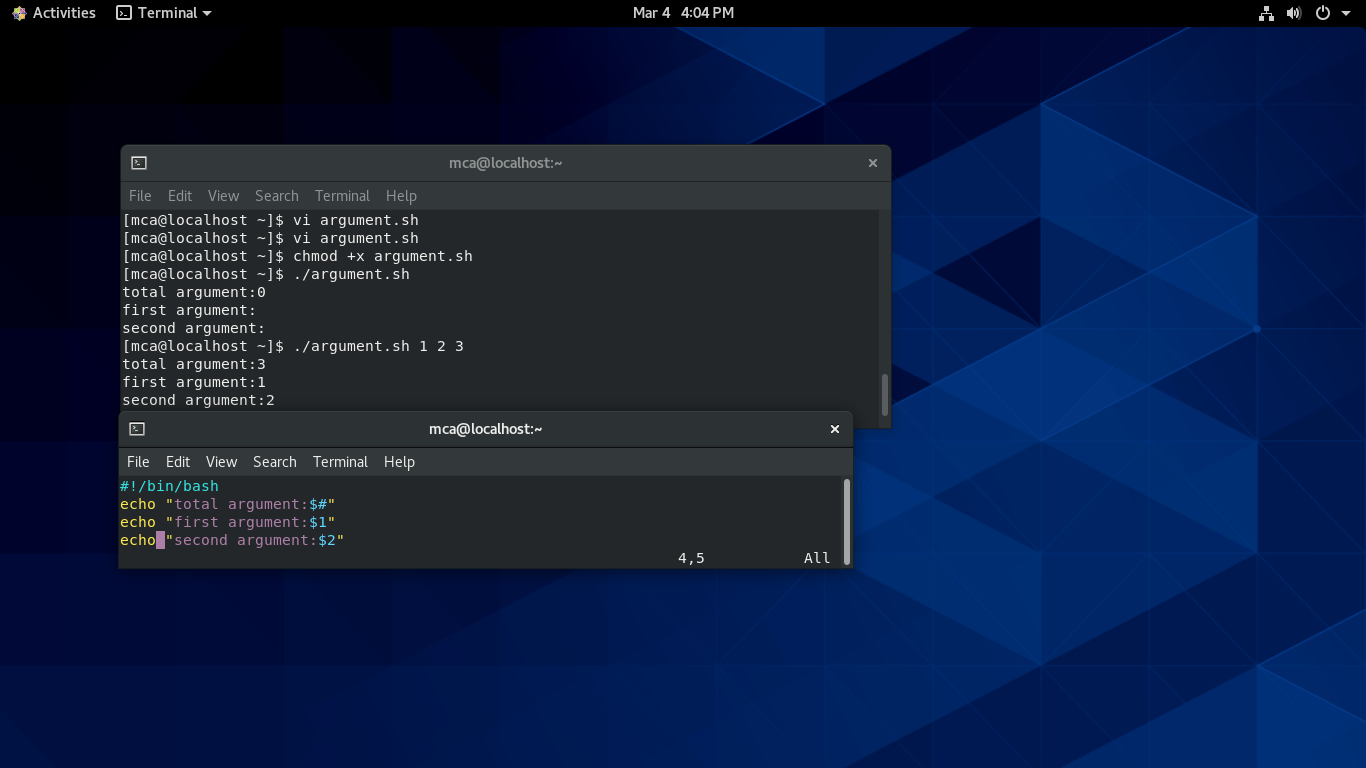 Activities Terminal Mar 4 4:04 PM
mca@localhost:~
File Edit View Search Terminal Help
[mca@localhost ~]$ vi argument.sh
[mca@localhost ~]$ vi argument.sh
[mca@localhost ~]$ chmod +x argument.sh
[mca@localhost ~]$ ./argument.sh
total argument:0
first argument:
second argument:
[mca@localhost ~]$ ./argument.sh 1 2 3
total argument:3
first argument:1
second argument:2
mca@localhost:~
File Edit View Search Terminal Help
#!/bin/bash
echo "total argument:$#"
echo "first argument:$1"
echo "second argument:$2"
4,5 All